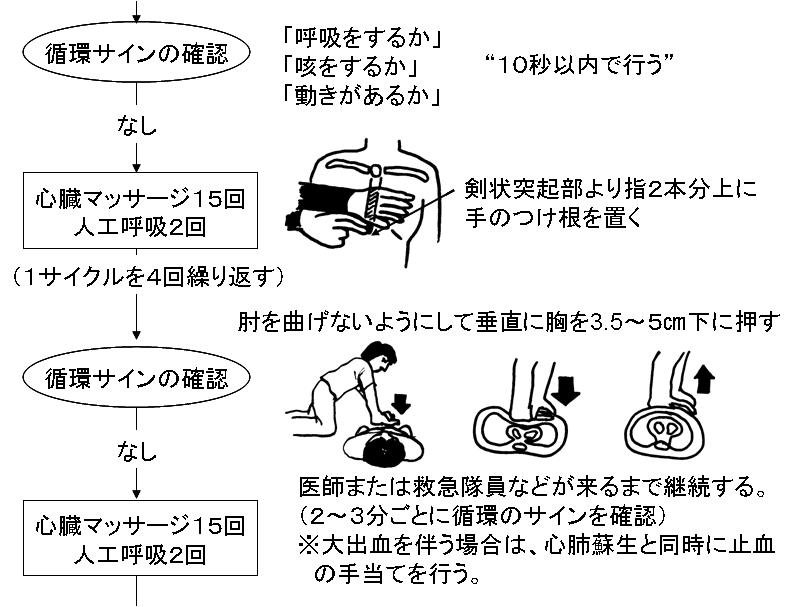 循環サインの確認
「呼吸をするか」
「咳をするか」
「動きがあるか」
“10秒以内で行う”
なし
心臓マッサージ15回
人工呼吸2回
剣状突起部より指2本分上に
手のつけ根を置く
(1サイクルを4回繰り返す)
肘を曲げないようにして垂直に胸を3.5～5㎝下に押す
循環サインの確認
なし
医師または救急隊員などが来るまで継続する。
(2～3分ごとに循環のサインを確認)
※大出血を伴う場合は、心肺蘇生と同時に止血
の手当てを行う。
心臓マッサージ15回
人工呼吸2回